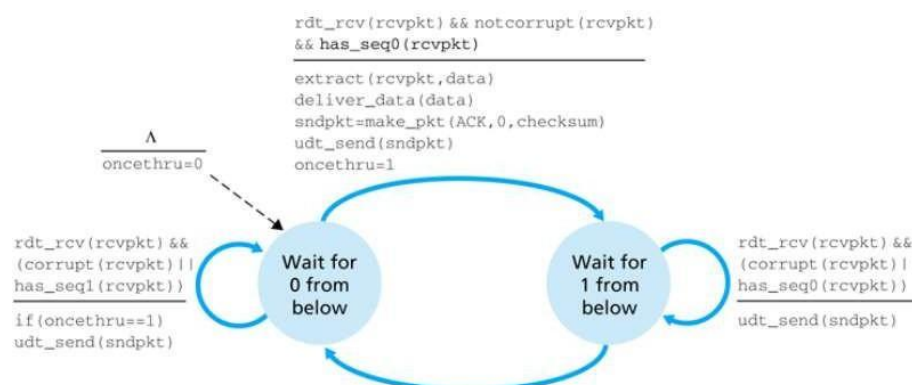 rdt_rcv(rcvpkt) && notcorrupt(rcvpkt)
&& has_seq0(rcvpkt)
extract(rcvpkt,data)
deliver_data(data)
sndpkt=make_pkt(ACK,0,checksum)
udt_send(sndpkt)
oncethru=1
Λ
oncethru=0
rdt_rcv(rcvpkt) &&
(corrupt(rcvpkt)||
has_seq1(rcvpkt))
if(oncethru==1)
udt_send(sndpkt)
Wait for
0 from
below
Wait for
1 from
below
rdt_rcv(rcvpkt) &&
(corrupt(rcvpkt)|
has_seq0(rcvpkt))
udt_send(sndpkt)